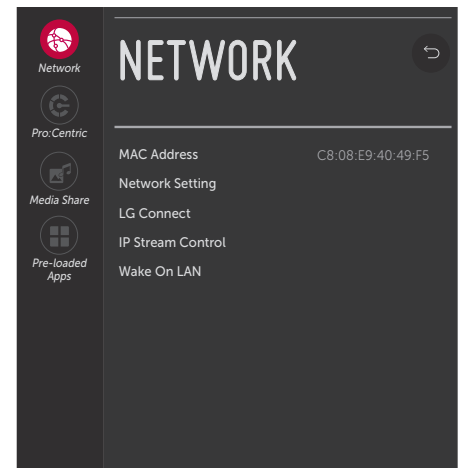 Network
Pro:Centric
Media Share
Pre-loaded
Apps
NETWORK
MAC Address C8:08:E9:40:49:F5
Network Setting
LG Connect
IP Stream Control
Wake On LAN